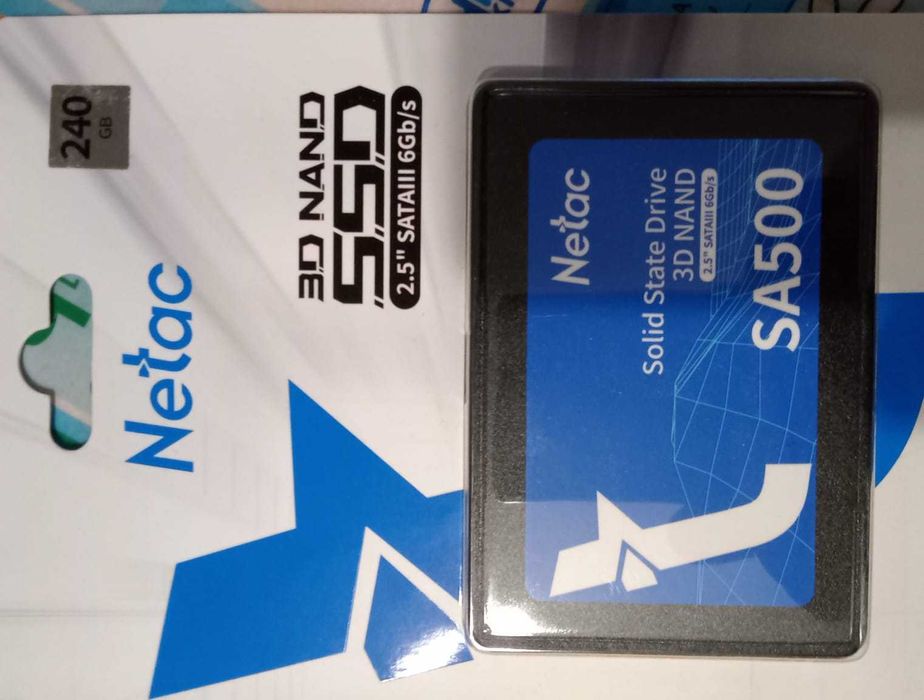 240
GB
Netac
3D NAND
SSD
2.5" SATAIII 6Gb/s
Netac
Solid State Drive
3D NAND
2.5" SATAIII 6Gb/s
SA500